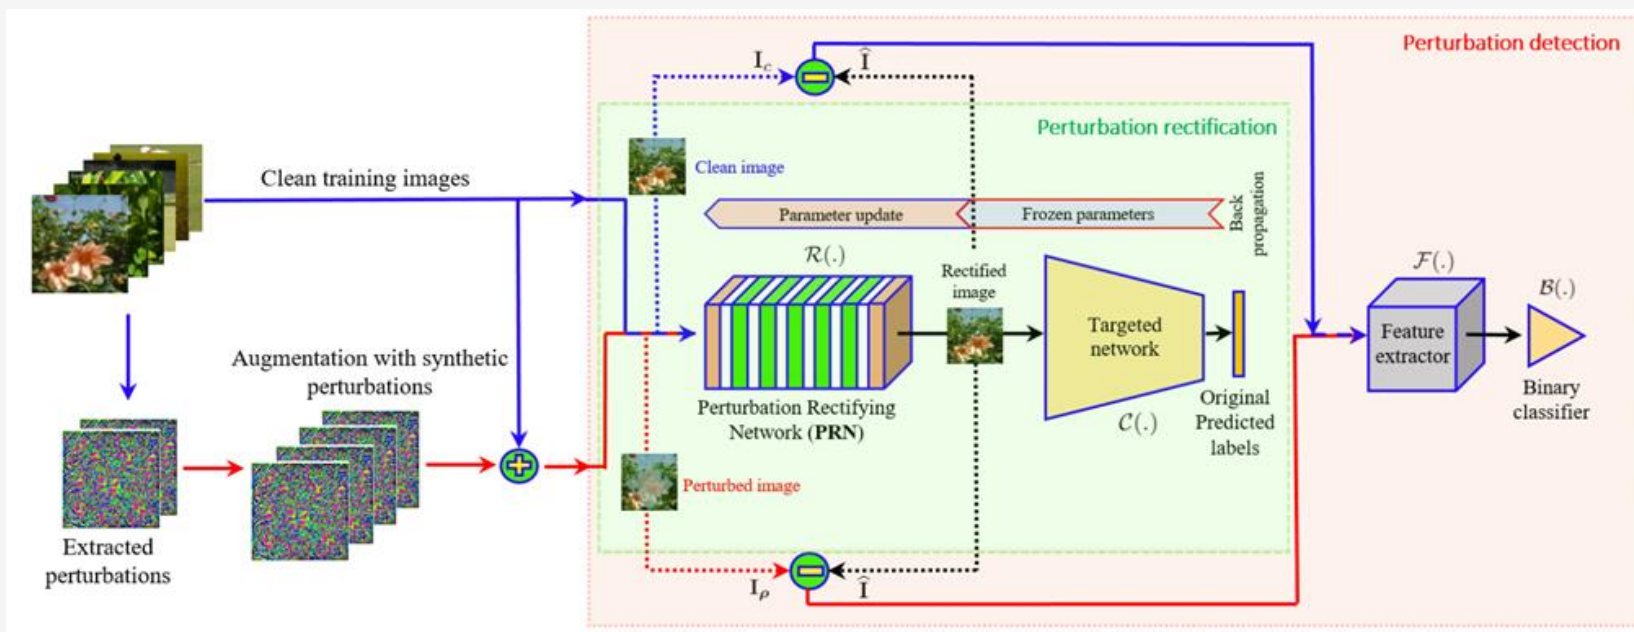 Perturbation detection
I_c
Î
Perturbation rectification
Clean training images
Clean image
Parameter update
Frozen parameters
Back
propagation
R(.)
Rectified
image
F(.)
B(.)
Targeted
network
Feature
extractor
Augmentation with synthetic
perturbations
Perturbation Rectifying
Network (PRN)
C(.)
Original
Predicted
labels
Binary
classifier
Perturbed image
Extracted
perturbations
I_ρ
Î